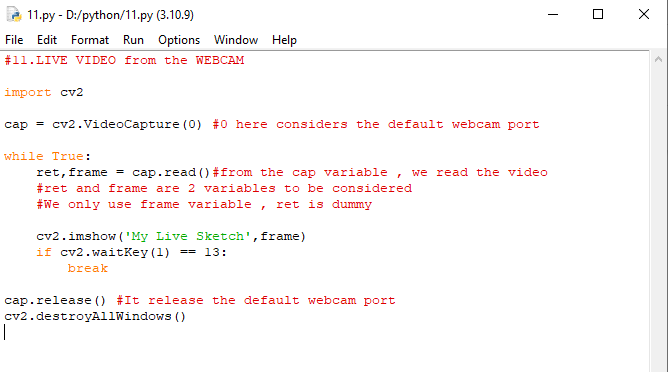 11.py - D:/python/11.py (3.10.9)
File Edit Format Run Options Window Help
#11.LIVE VIDEO from the WEBCAM
import cv2
cap = cv2.VideoCapture(0) #0 here considers the default webcam port
while True:
    ret,frame = cap.read()#from the cap variable , we read the video
    #ret and frame are 2 variables to be considered
    #We only use frame variable , ret is dummy
    cv2.imshow('My Live Sketch',frame)
    if cv2.waitKey(1) == 13:
        break
cap.release() #It release the default webcam port
cv2.destroyAllWindows()